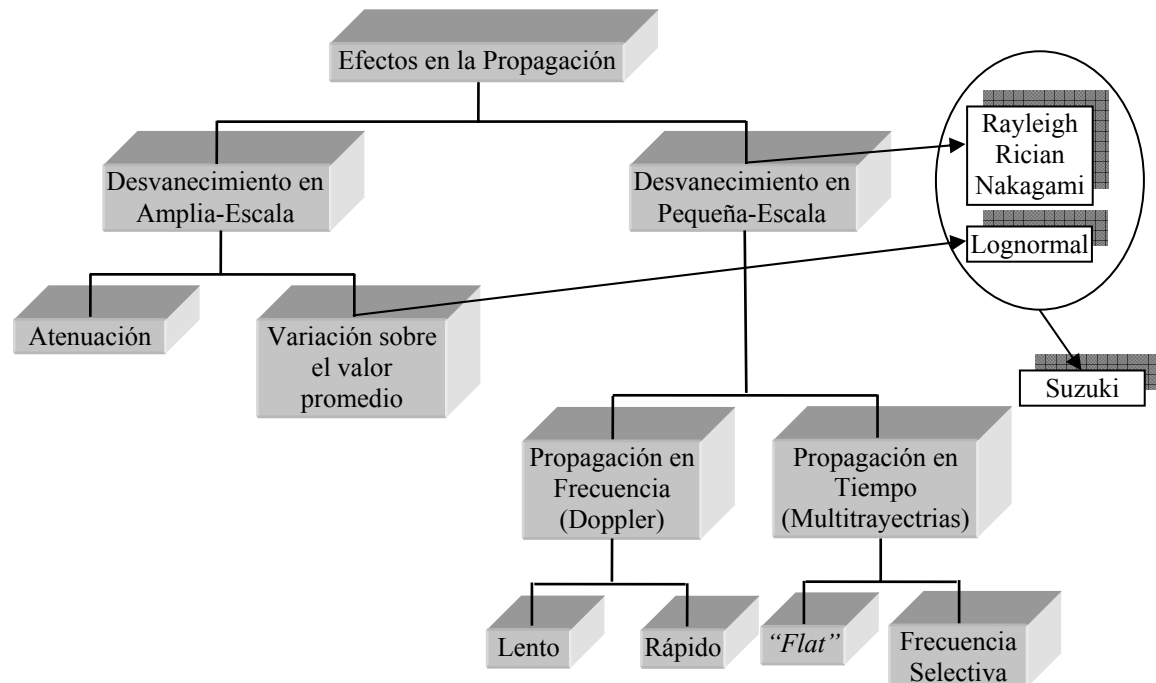 Efectos en la Propagación
Desvanecimiento en
Amplia-Escala
Desvanecimiento en
Pequeña-Escala
Rayleigh
Rician
Nakagami
Lognormal
Atenuación
Variación sobre
el valor
promedio
Suzuki
Propagación en
Frecuencia
(Doppler)
Propagación en
Tiempo
(Multitrayectrias)
Lento
Rápido
“Flat”
Frecuencia
Selectiva